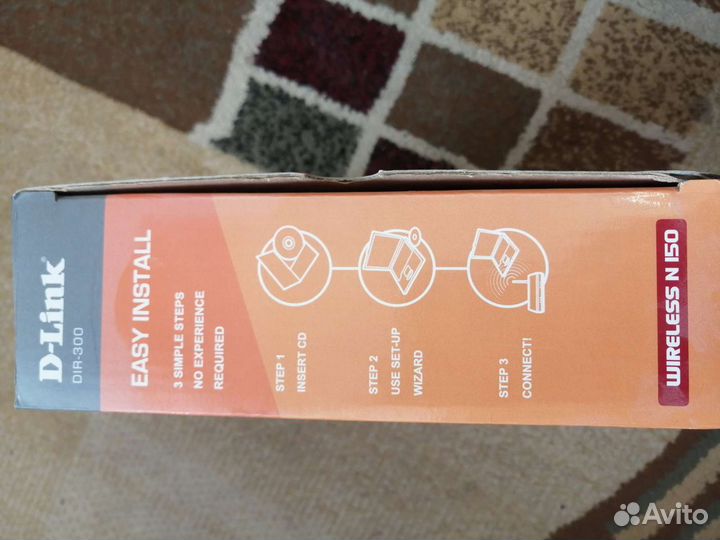 D-Link
DIR-300
EASY INSTALL
3 SIMPLE STEPS
NO EXPERIENCE
REQUIRED
STEP 1
INSERT CD
STEP 2
USE SET-UP
WIZARD
STEP 3
CONNECT!
WIRELESS N 150
Avito